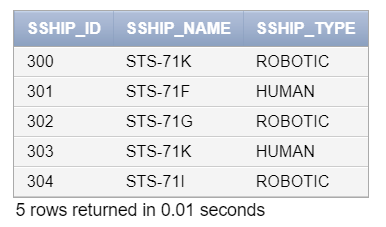 SSHIP_ID SSHIP_NAME SSHIP_TYPE
300 STS-71K ROBOTIC
301 STS-71F HUMAN
302 STS-71G ROBOTIC
303 STS-71K HUMAN
304 STS-71I ROBOTIC
5 rows returned in 0.01 seconds